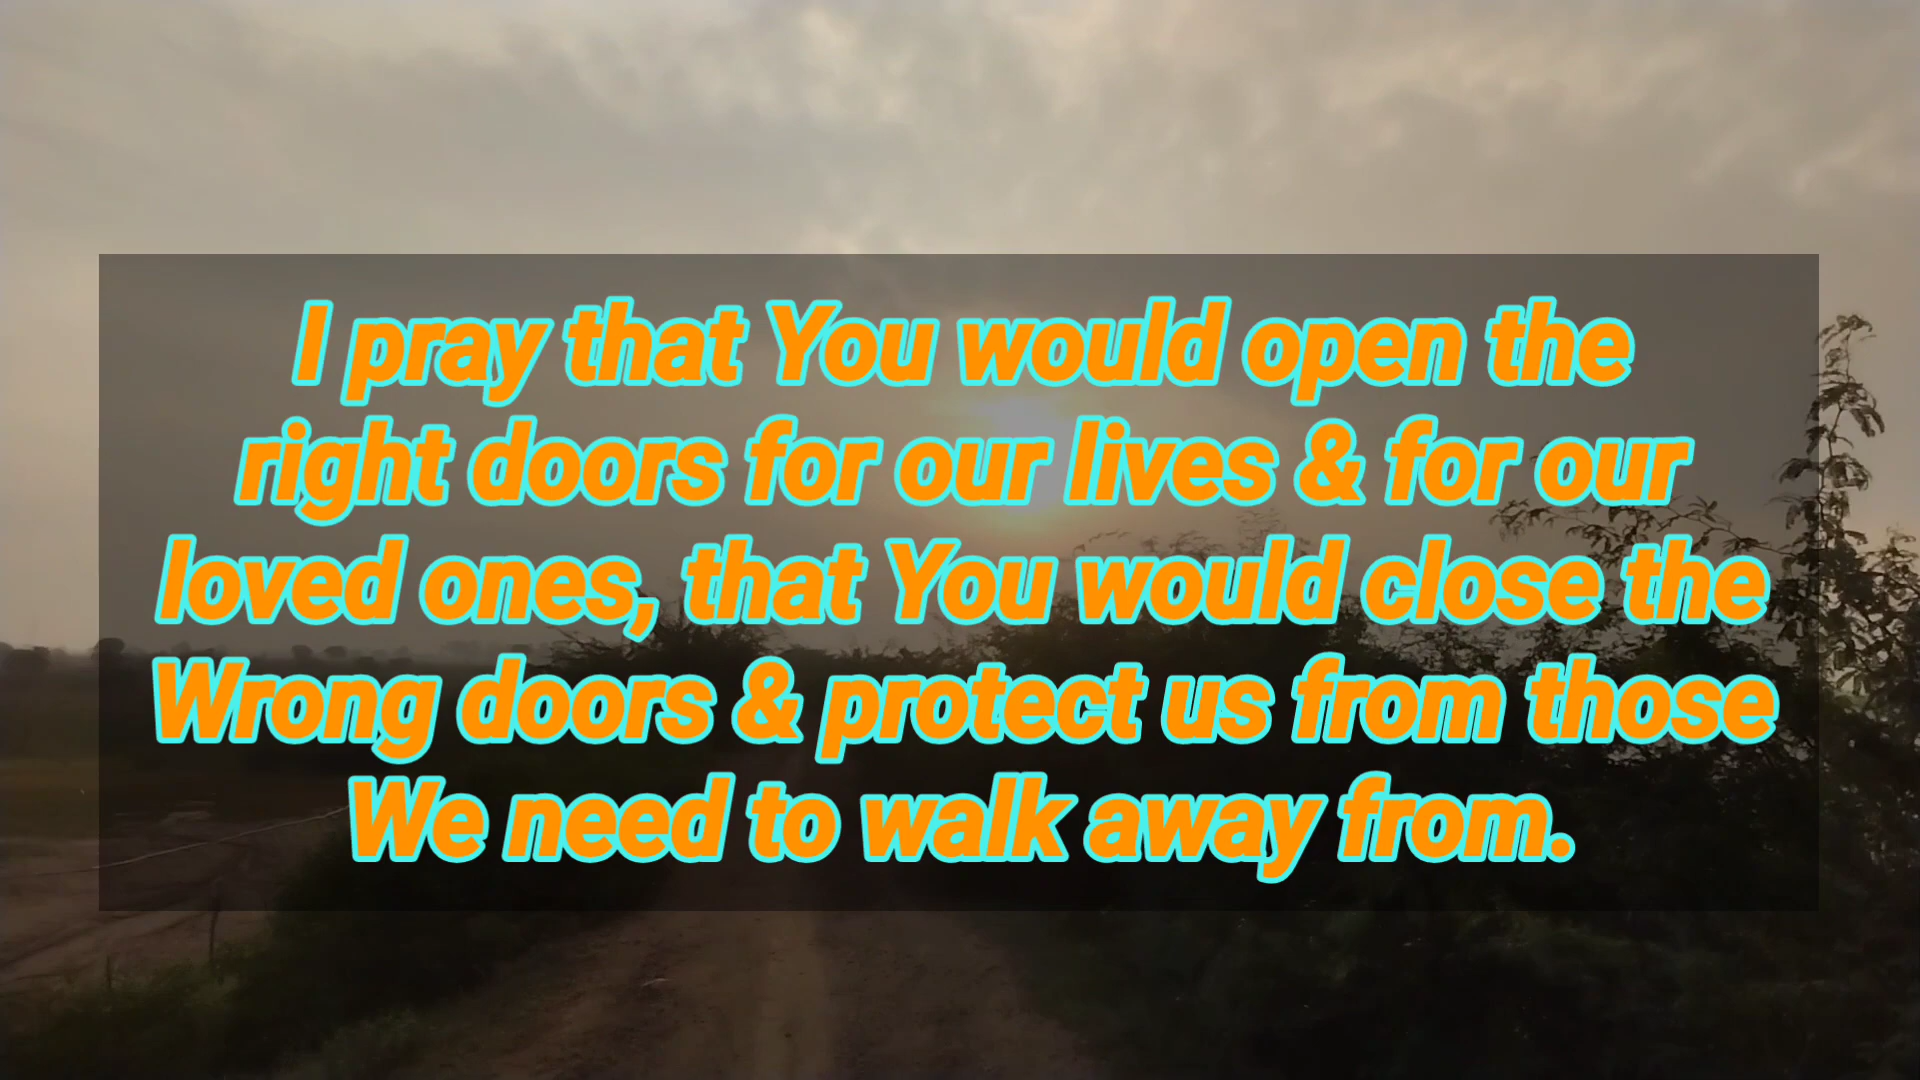 I pray that You would open the
right doors for our lives & for our
loved ones, that You would close the
Wrong doors & protect us from those
We need to walk away from.